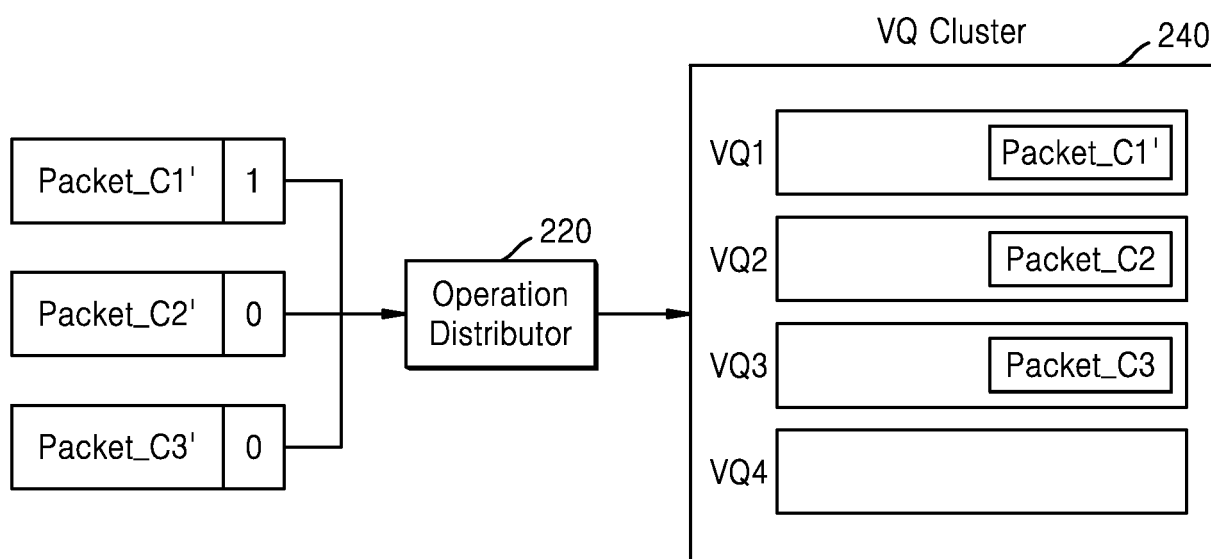 VQ Cluster
240
Packet_C1' 1
Packet_C2' 0
Packet_C3' 0
220
Operation
Distributor
VQ1 Packet_C1'
VQ2 Packet_C2
VQ3 Packet_C3
VQ4